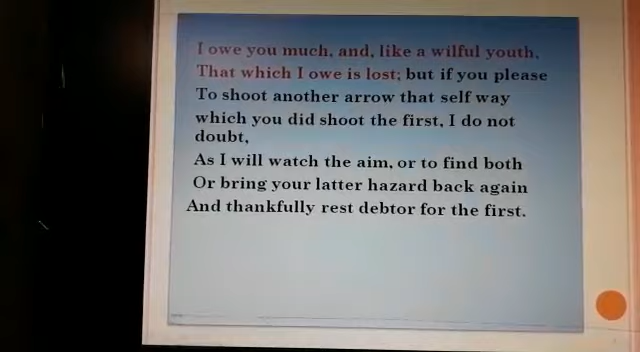 I owe you much, and, like a wilful youth,
That which I owe is lost; but if you please
To shoot another arrow that self way
which you did shoot the first, I do not
doubt,
As I will watch the aim, or to find both
Or bring your latter hazard back again
And thankfully rest debtor for the first.